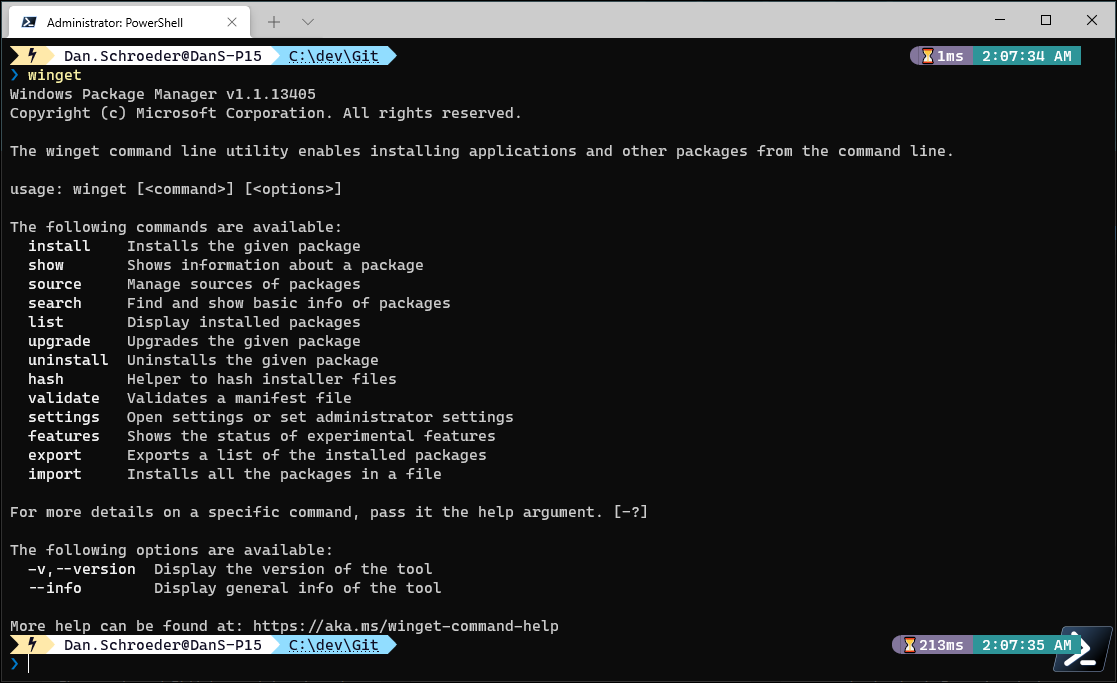 Administrator: PowerShell
Dan.Schroeder@DanS-P15 C:\dev\Git 1ms 2:07:34 AM
❯ winget
Windows Package Manager v1.1.13405
Copyright (c) Microsoft Corporation. All rights reserved.
The winget command line utility enables installing applications and other packages from the command line.
usage: winget [<command>] [<options>]
The following commands are available:
install Installs the given package
show Shows information about a package
source Manage sources of packages
search Find and show basic info of packages
list Display installed packages
upgrade Upgrades the given package
uninstall Uninstalls the given package
hash Helper to hash installer files
validate Validates a manifest file
settings Open settings or set administrator settings
features Shows the status of experimental features
export Exports a list of the installed packages
import Installs all the packages in a file
For more details on a specific command, pass it the help argument. [-?]
The following options are available:
-v,--version Display the version of the tool
--info Display general info of the tool
More help can be found at: https://aka.ms/winget-command-help
Dan.Schroeder@DanS-P15 C:\dev\Git 213ms 2:07:35 AM
❯